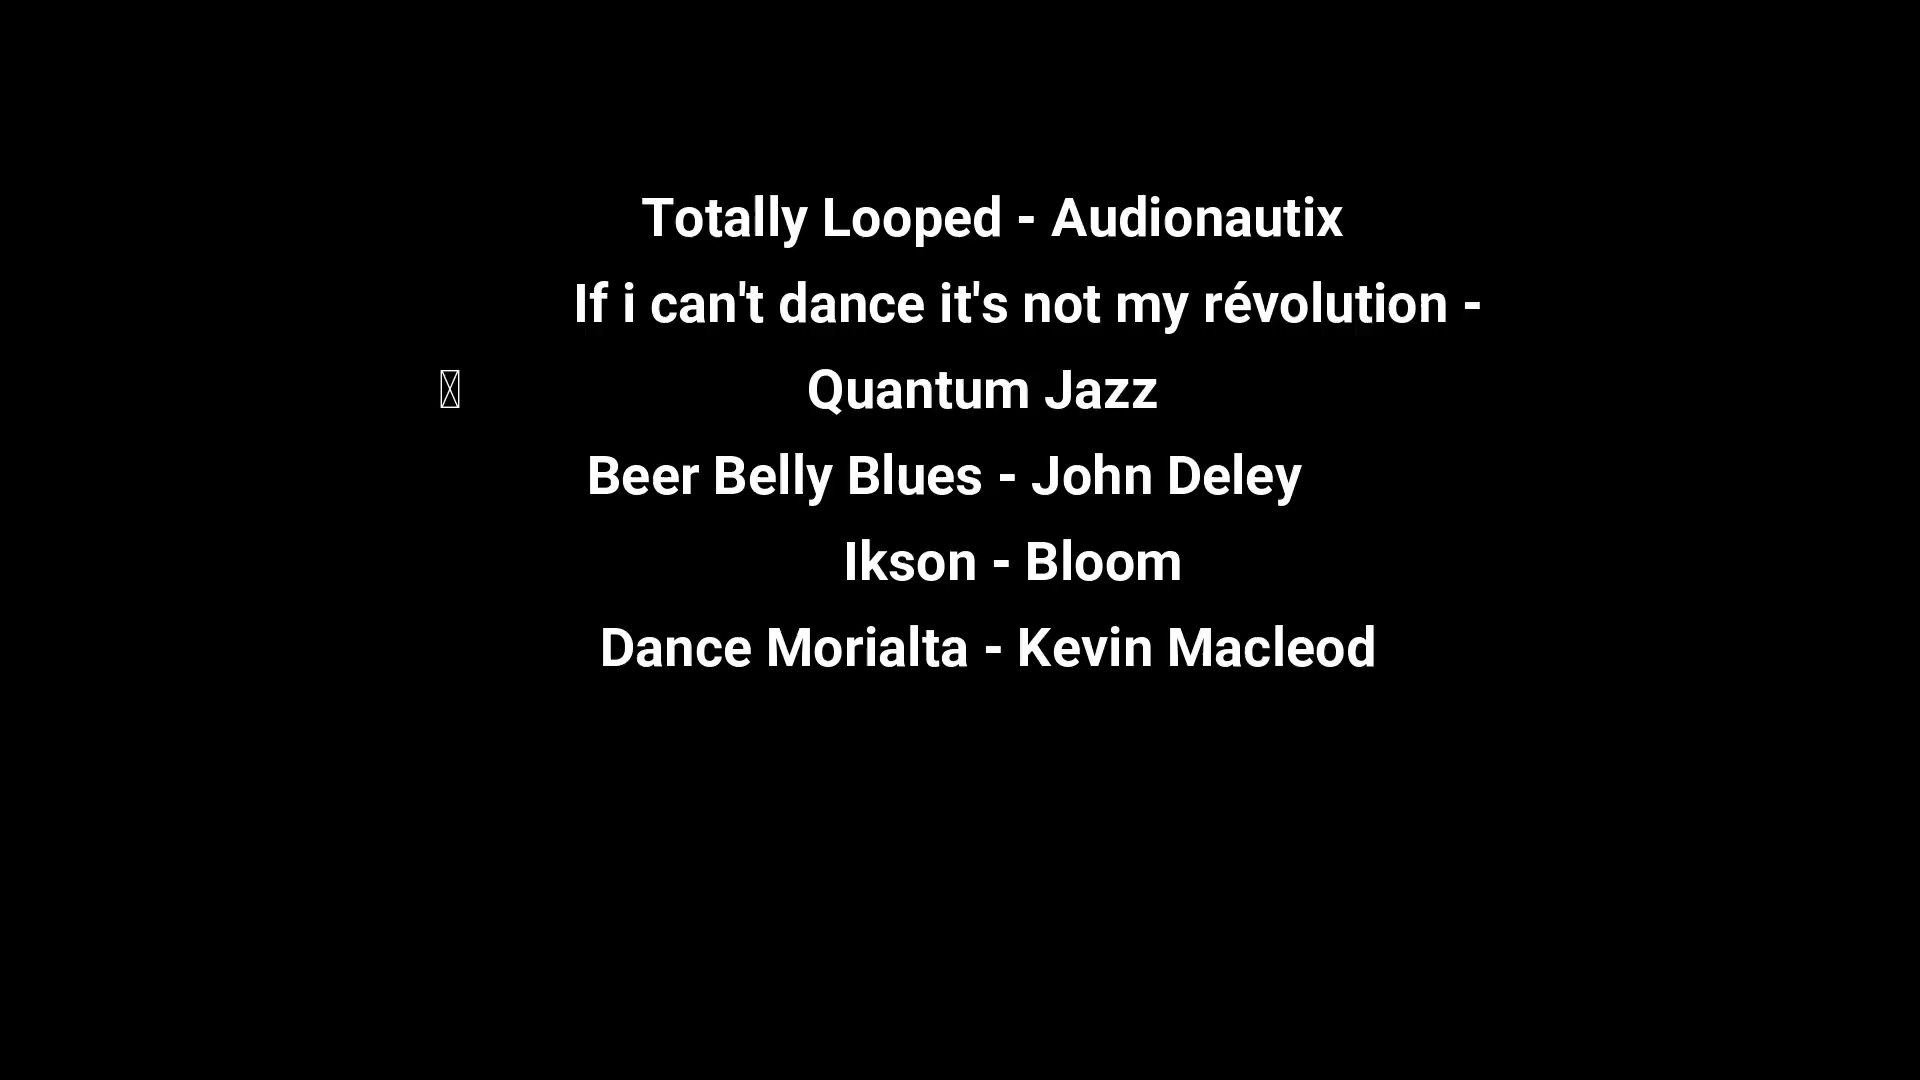 Totally Looped - Audionautix
If i can't dance it's not my révolution -
Quantum Jazz
Beer Belly Blues - John Deley
Ikson - Bloom
Dance Morialta - Kevin Macleod